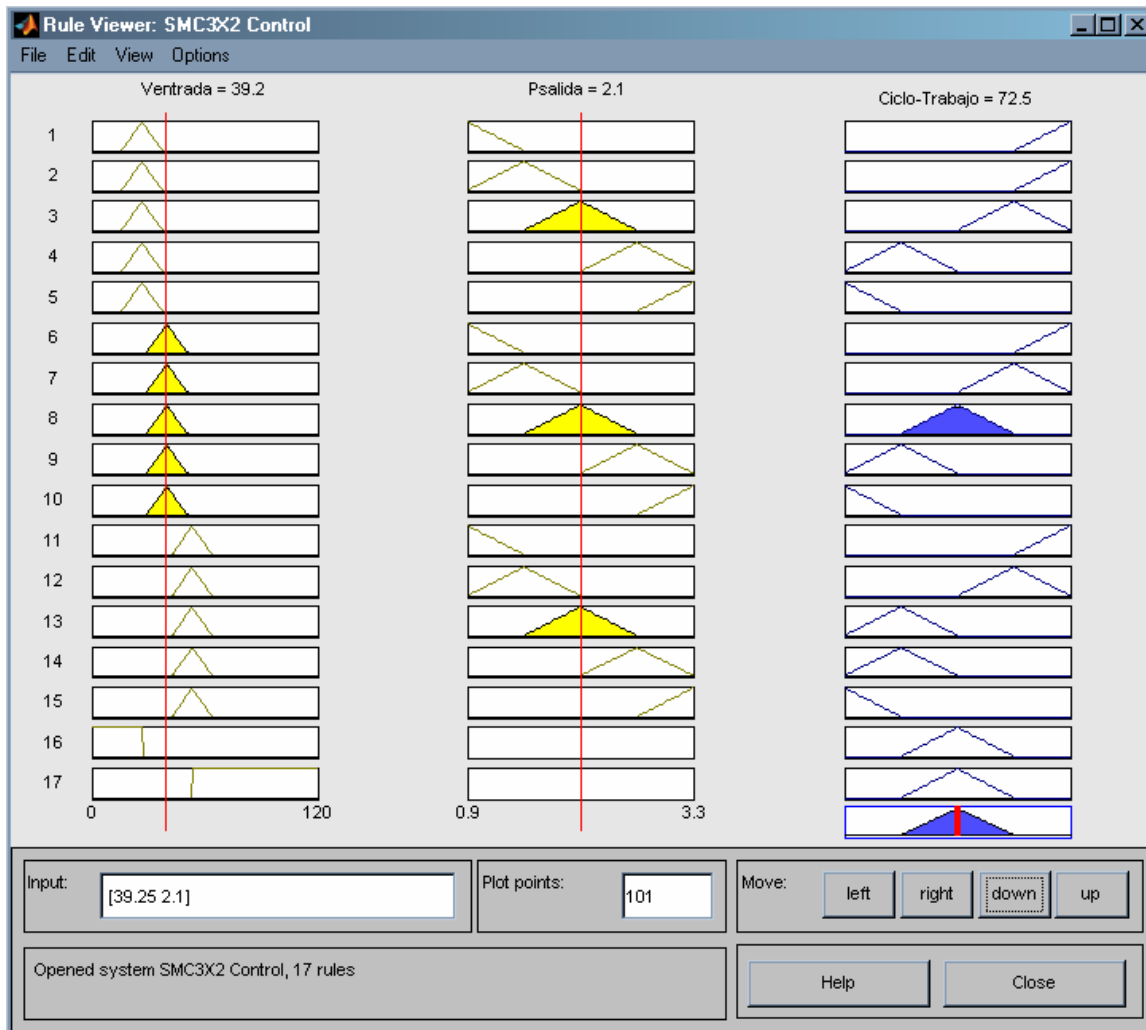 Rule Viewer: SMC3X2 Control
File Edit View Options
Ventrada = 39.2
Psalida = 2.1
Ciclo-Trabajo = 72.5
1
2
3
4
5
6
7
8
9
10
11
12
13
14
15
16
17
0 120 0.9 3.3
Input: [39.25 2.1] Plot points: 101 Move: left right down up
Opened system SMC3X2 Control, 17 rules
Help Close